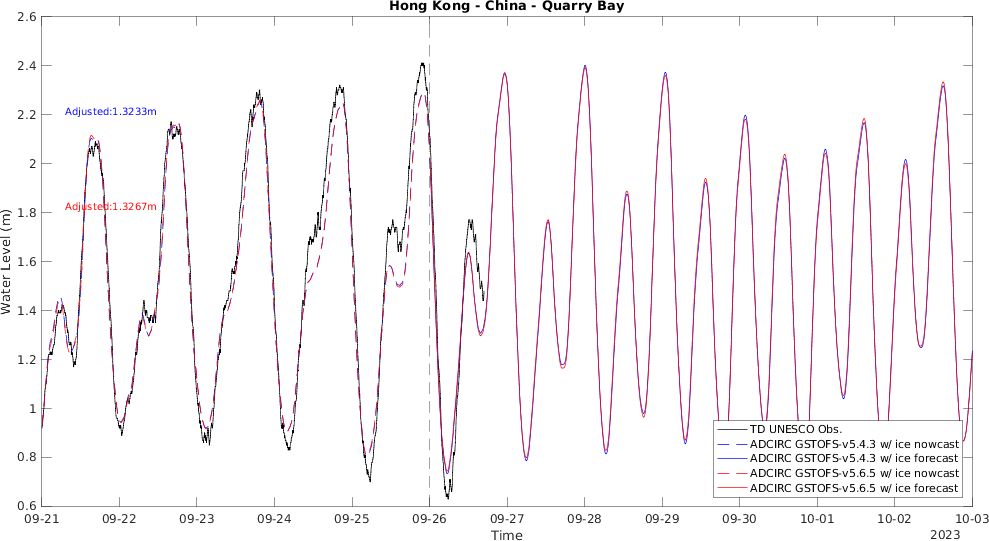 Hong Kong - China - Quarry Bay
2.6
2.4
2.2
2
1.8
1.6
1.4
1.2
1
0.8
0.6
Water Level (m)
Adjusted:1.3233m
Adjusted:1.3267m
TD UNESCO Obs.
ADCIRC GSTOFS-v5.4.3 w/ ice nowcast
ADCIRC GSTOFS-v5.4.3 w/ ice forecast
ADCIRC GSTOFS-v5.6.5 w/ ice nowcast
ADCIRC GSTOFS-v5.6.5 w/ ice forecast
09-21 09-22 09-23 09-24 09-25 09-26 09-27 09-28 09-29 09-30 10-01 10-02 10-03
Time
2023